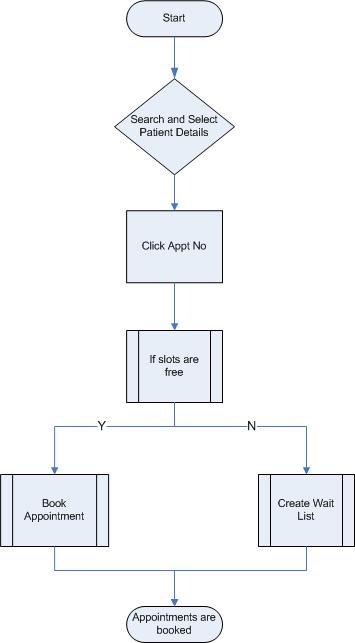 Start
Search and Select
Patient Details
Click Appt No
If slots are
free
Y
N
Book
Appointment
Create Wait
List
Appointments are
booked